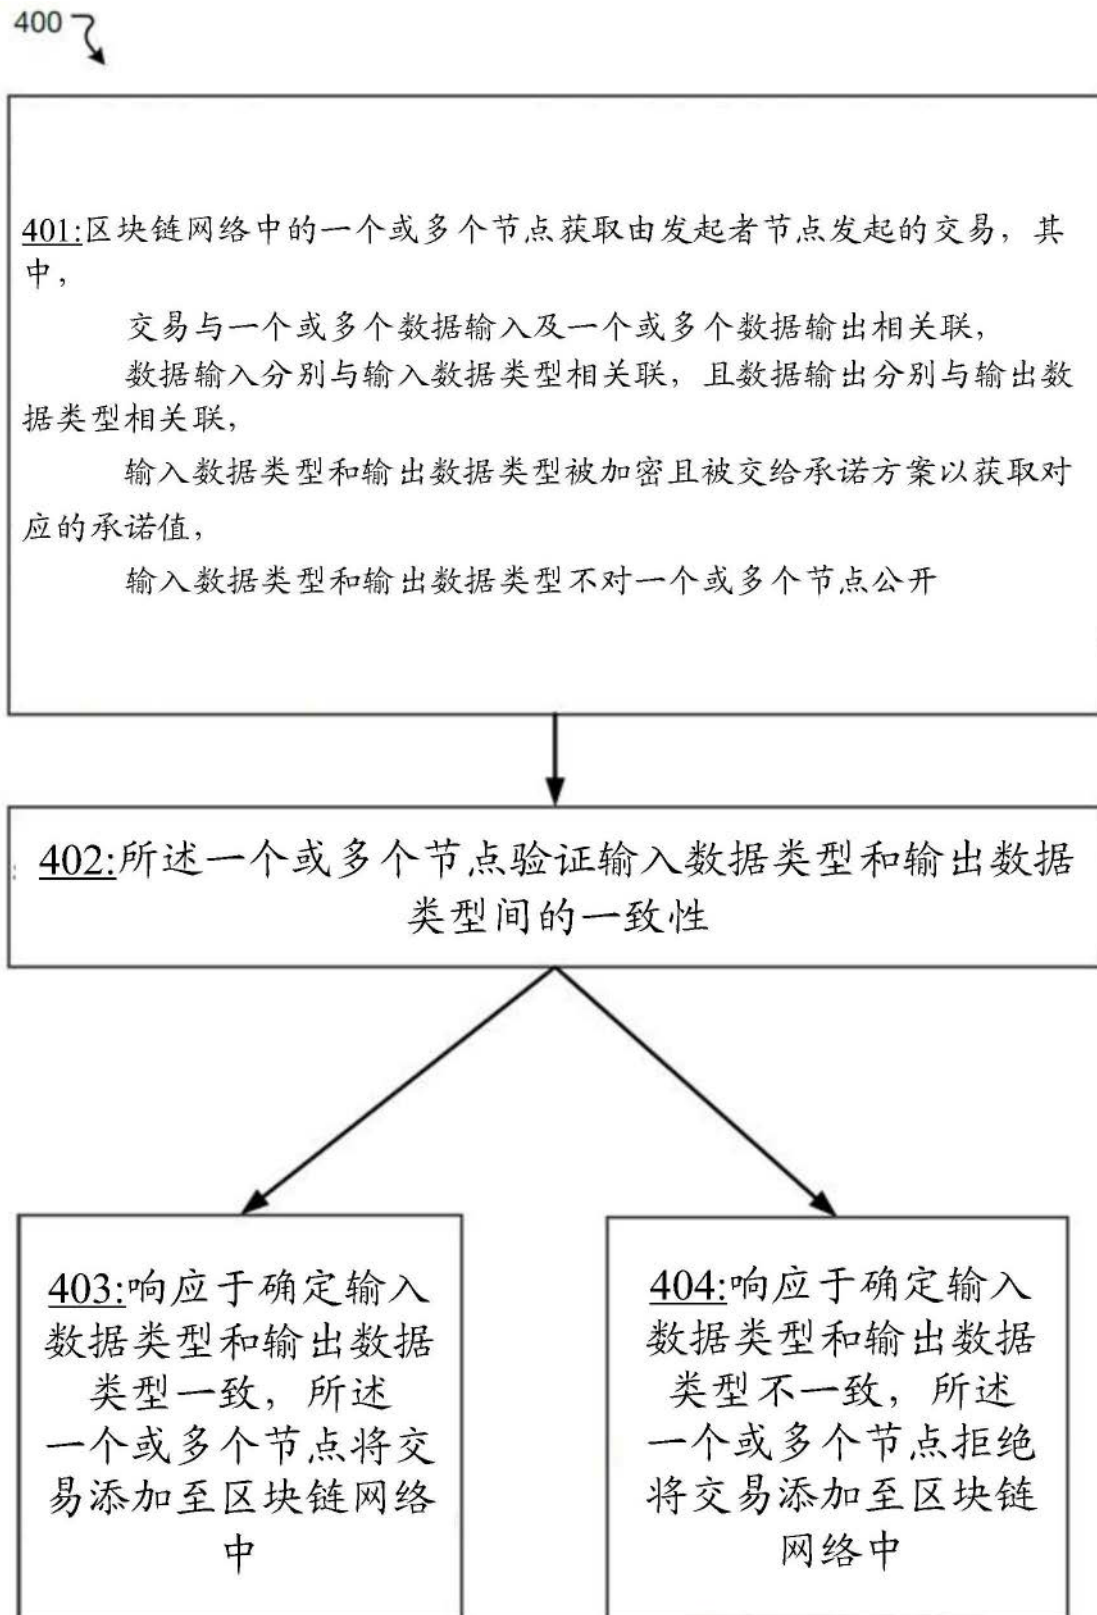 400
401:区块链网络中的一个或多个节点获取由发起者节点发起的交易，其
中，
交易与一个或多个数据输入及一个或多个数据输出相关联，
数据输入分别与输入数据类型相关联，且数据输出分别与输出数
据类型相关联，
输入数据类型和输出数据类型被加密且被交给承诺方案以获取对
应的承诺值，
输入数据类型和输出数据类型不对一个或多个节点公开
402:所述一个或多个节点验证输入数据类型和输出数据
类型间的一致性
403:响应于确定输入
数据类型和输出数据
类型一致，所述
一个或多个节点将交
易添加至区块链网络
中
404:响应于确定输入
数据类型和输出数据
类型不一致，所述
一个或多个节点拒绝
将交易添加至区块链
网络中